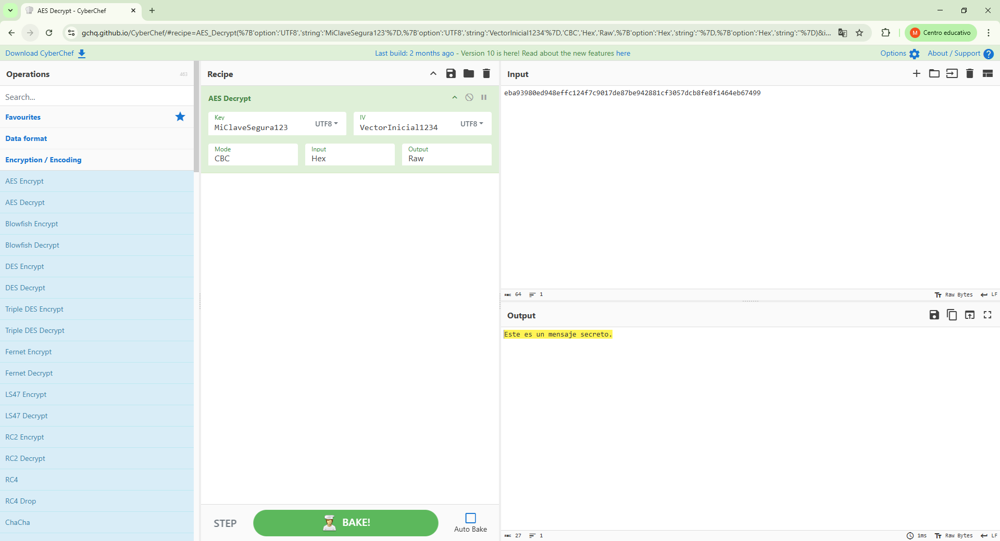 AES Decrypt - CyberChef
gchq.github.io/CyberChef/#recipe=AES_Decrypt(%7B'option':'UTF8','string':'MiClaveSegura123'%7D,%7B'option':'UTF8','string':'VectorInicial1234'%7D,'CBC','Hex','Raw',%7B'option':'Hex','string':''%7D,%7B'option':'Hex','string':''%7D)&i...
M Centro educativo
Download CyberChef
Last build: 2 months ago - Version 10 is here! Read about the new features here
Options
About / Support
Operations
463
Search...
Favourites
Data format
Encryption / Encoding
AES Encrypt
AES Decrypt
Blowfish Encrypt
Blowfish Decrypt
DES Encrypt
DES Decrypt
Triple DES Encrypt
Triple DES Decrypt
Fernet Encrypt
Fernet Decrypt
LS47 Encrypt
LS47 Decrypt
RC2 Encrypt
RC2 Decrypt
RC4
RC4 Drop
ChaCha
Recipe
AES Decrypt
Key
MiClaveSegura123
UTF8
IV
VectorInicial1234
UTF8
Mode
CBC
Input
Hex
Output
Raw
STEP
BAKE!
Auto Bake
Input
eba93980ed948effc124f7c9017de87be942881cf3057dcb8fe8f1464eb67499
ABC 64 1
Raw Bytes LF
Output
Este es un mensaje secreto.
ABC 27 1
1ms Raw Bytes LF